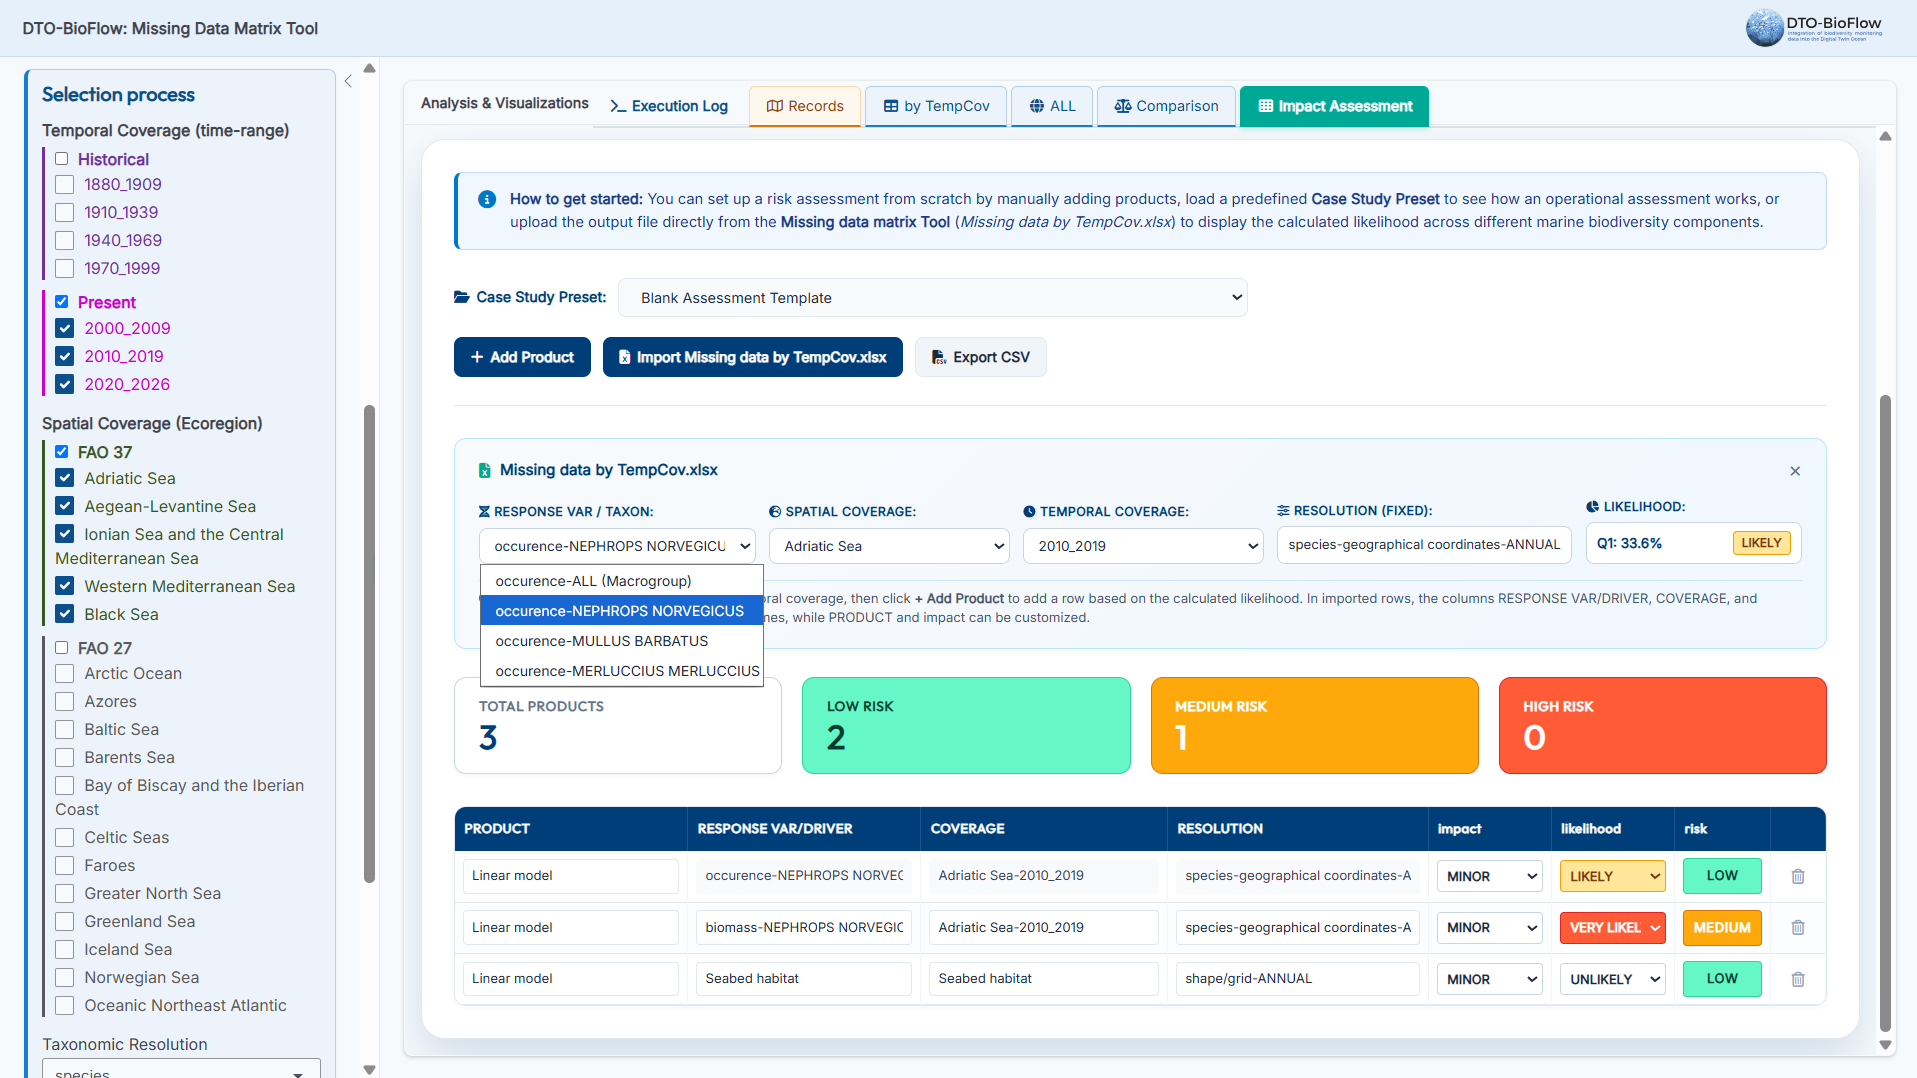 DTO-BioFlow: Missing Data Matrix Tool
DTO-BioFlow
Integration of biodiversity monitoring
data into the Digital Twin Ocean
Selection process
Temporal Coverage (time-range)
Historical
1880_1909
1910_1939
1940_1969
1970_1999
Present
2000_2009
2010_2019
2020_2026
Spatial Coverage (Ecoregion)
FAO 37
Adriatic Sea
Aegean-Levantine Sea
Ionian Sea and the Central
Mediterranean Sea
Western Mediterranean Sea
Black Sea
FAO 27
Arctic Ocean
Azores
Baltic Sea
Barents Sea
Bay of Biscay and the Iberian
Coast
Celtic Seas
Faroes
Greater North Sea
Greenland Sea
Iceland Sea
Norwegian Sea
Oceanic Northeast Atlantic
Taxonomic Resolution
species
Analysis & Visualizations
Execution Log
Records
by TempCov
ALL
Comparison
Impact Assessment
How to get started: You can set up a risk assessment from scratch by manually adding products, load a predefined Case Study Preset to see how an operational assessment works, or
upload the output file directly from the Missing data matrix Tool (Missing data by TempCov.xlsx) to display the calculated likelihood across different marine biodiversity components.
Case Study Preset:
Blank Assessment Template
+ Add Product
Import Missing data by TempCov.xlsx
Export CSV
Missing data by TempCov.xlsx
RESPONSE VAR / TAXON:
SPATIAL COVERAGE:
TEMPORAL COVERAGE:
RESOLUTION (FIXED):
LIKELIHOOD:
occurence-NEPHROPS NORVEGICU
Adriatic Sea
2010_2019
species-geographical coordinates-ANNUAL
Q1: 33.6%
LIKELY
occurence-ALL (Macrogroup)
occurence-NEPHROPS NORVEGICUS
occurence-MULLUS BARBATUS
occurence-MERLUCCIUS MERLUCCIUS
ral coverage, then click + Add Product to add a row based on the calculated likelihood. In imported rows, the columns RESPONSE VAR/DRIVER, COVERAGE, and
nes, while PRODUCT and impact can be customized.
TOTAL PRODUCTS
3
LOW RISK
2
MEDIUM RISK
1
HIGH RISK
0
PRODUCT
RESPONSE VAR/DRIVER
COVERAGE
RESOLUTION
impact
likelihood
risk
Linear model
occurence-NEPHROPS NORVEG
Adriatic Sea-2010_2019
species-geographical coordinates-A
MINOR
LIKELY
LOW
Linear model
biomass-NEPHROPS NORVEGIC
Adriatic Sea-2010_2019
species-geographical coordinates-A
MINOR
VERY LIKEL
MEDIUM
Linear model
Seabed habitat
Seabed habitat
shape/grid-ANNUAL
MINOR
UNLIKELY
LOW